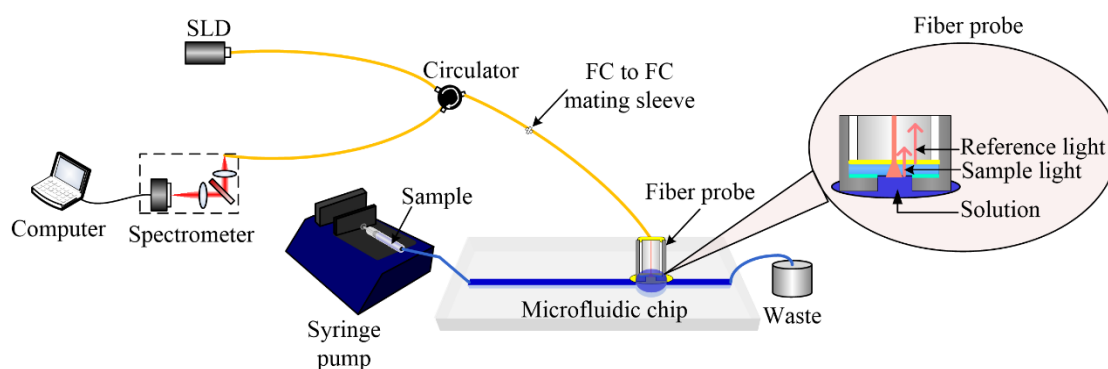 SLD
Circulator
FC to FC
mating sleeve
Fiber probe
Reference light
Sample light
Solution
Computer
Spectrometer
Sample
Fiber probe
Syringe
pump
Microfluidic chip
Waste